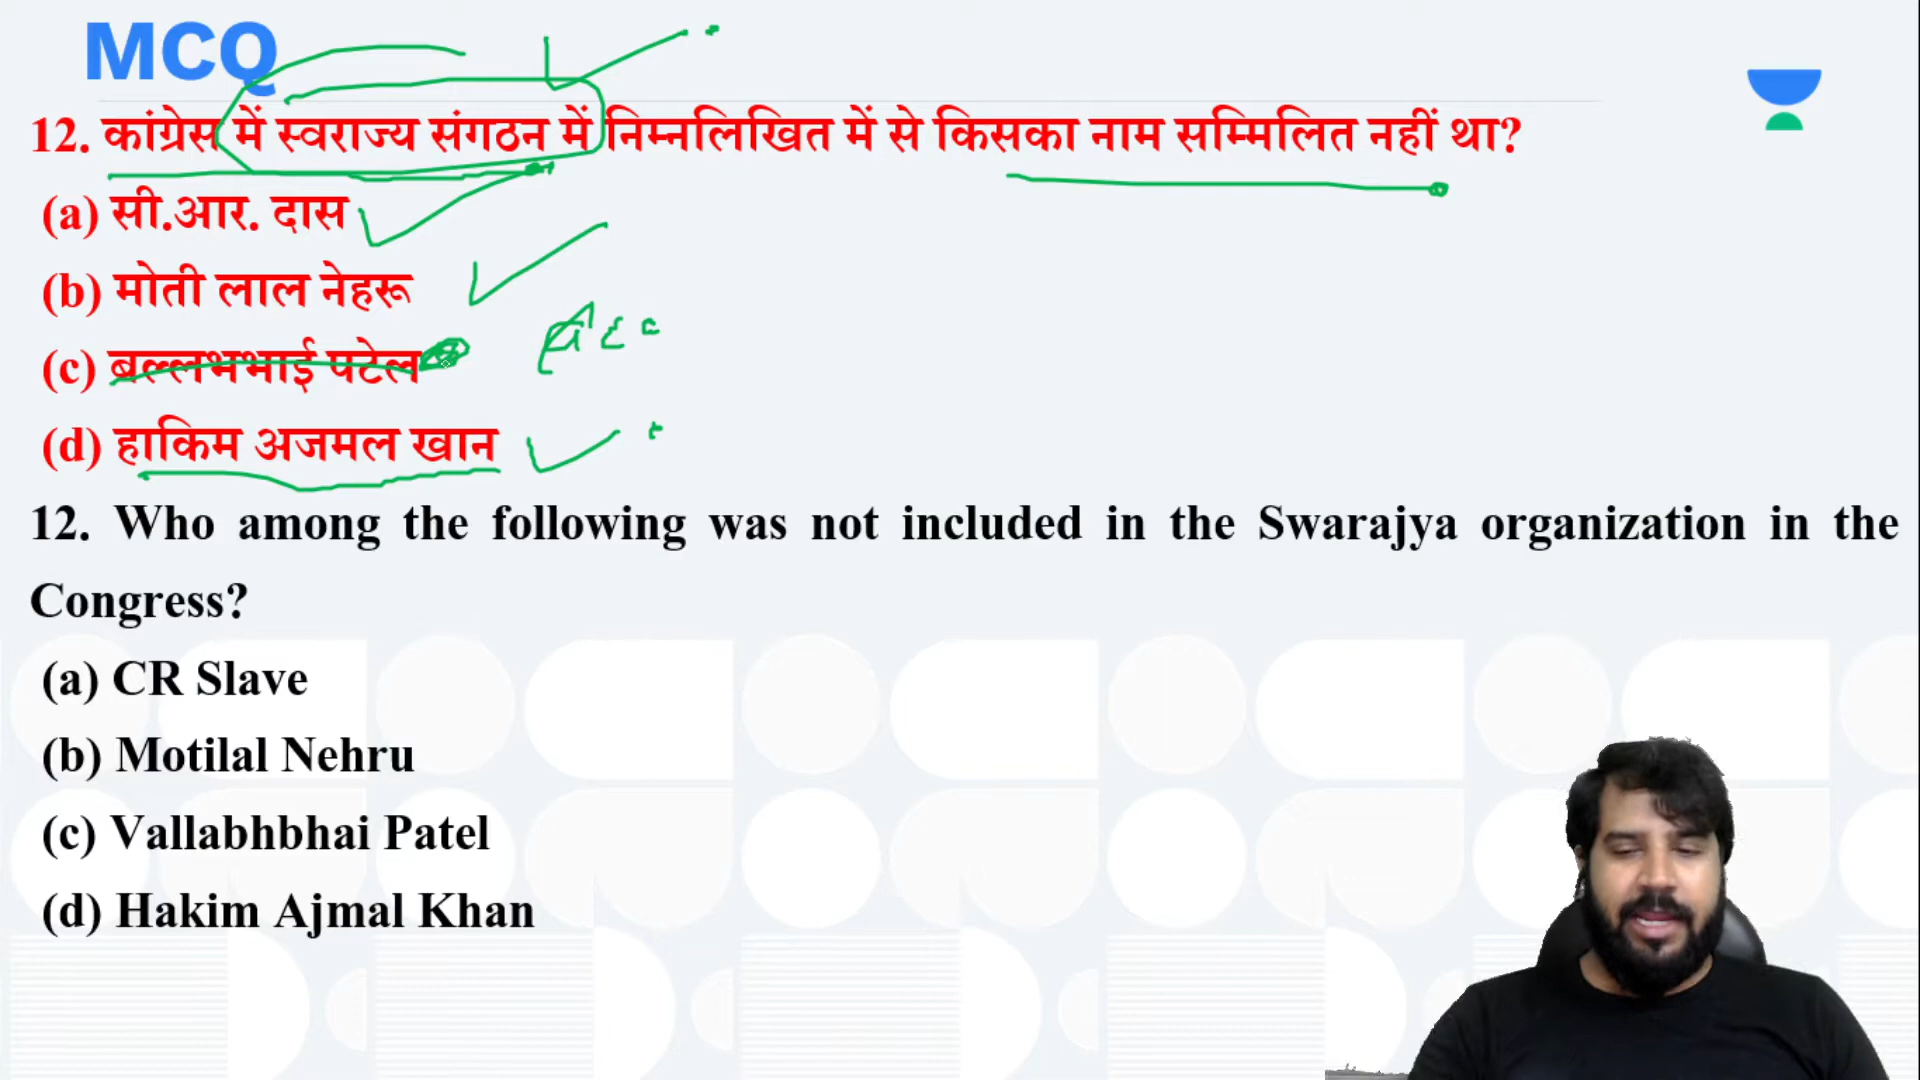 MCQ
12. कांग्रेस में स्वराज्य संगठन में निम्नलिखित में से किसका नाम सम्मिलित नहीं था?
(a) सी.आर. दास
(b) मोती लाल नेहरू
(c) बल्लभभाई पटेल
(d) हाकिम अजमल खान
12. Who among the following was not included in the Swarajya organization in the
Congress?
(a) CR Slave
(b) Motilal Nehru
(c) Vallabhbhai Patel
(d) Hakim Ajmal Khan